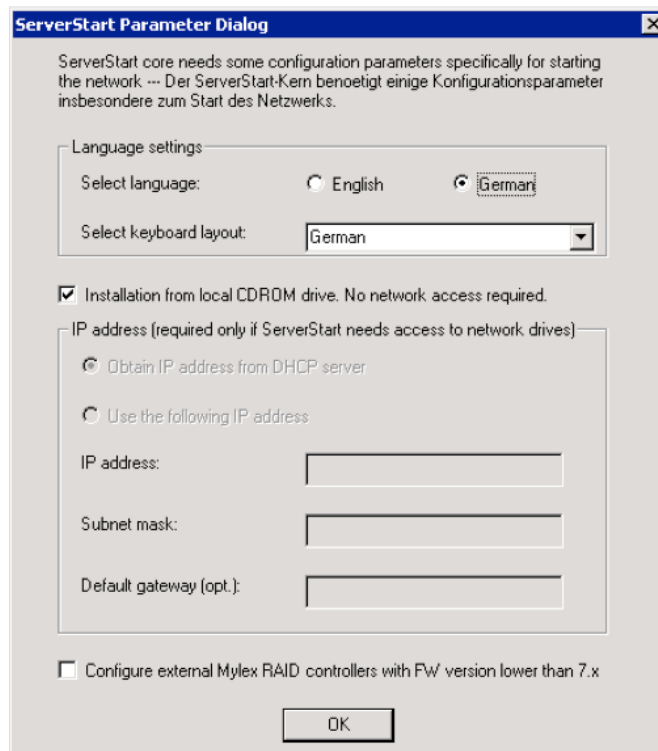 ServerStart Parameter Dialog
ServerStart core needs some configuration parameters specifically for starting
the network --- Der ServerStart-Kern benoetigt einige Konfigurationsparameter
insbesondere zum Start des Netzwerks.
Language settings
Select language: English German
Select keyboard layout: German
Installation from local CDROM drive. No network access required.
IP address (required only if ServerStart needs access to network drives)
Obtain IP address from DHCP server
Use the following IP address
IP address:
Subnet mask:
Default gateway (opt.):
Configure external Mylex RAID controllers with FW version lower than 7.x
OK